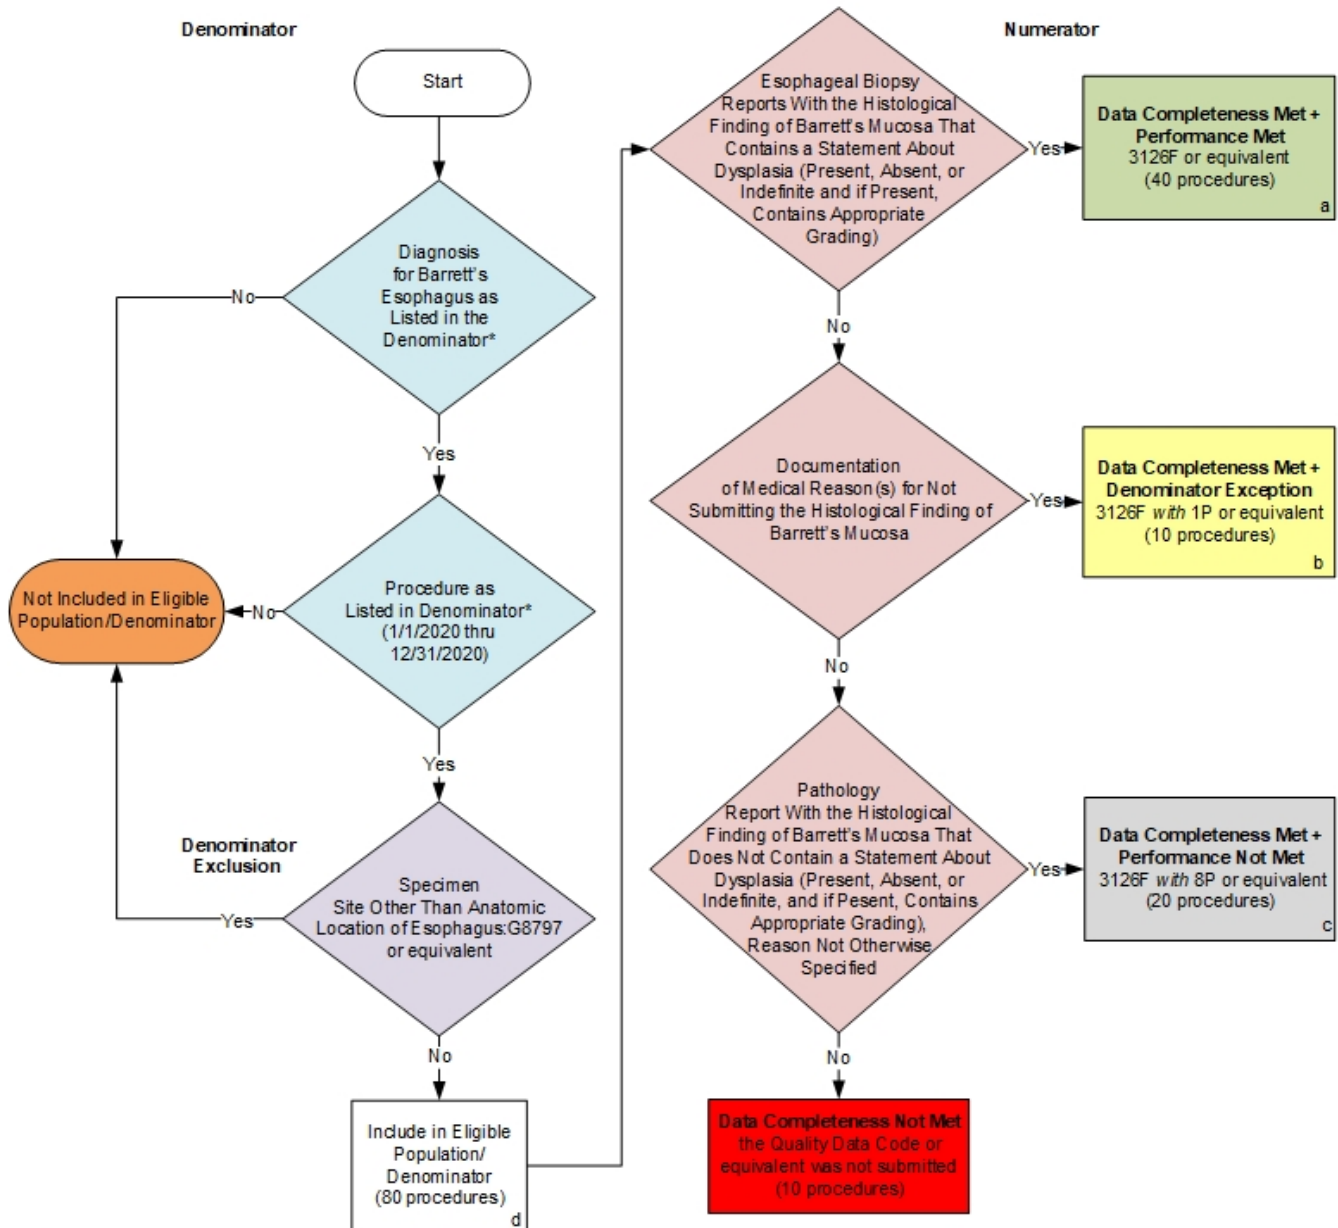 Denominator
Start
Diagnosis
for Barrett's
Esophagus as
Listed in the
Denominator*
No
Yes
Procedure as
Listed in Denominator*
(1/1/2020 thru
12/31/2020)
No
Not Included in Eligible
Population/Denominator
Yes
Denominator
Exclusion
Specimen
Site Other Than Anatomic
Location of Esophagus:G8797
or equivalent
Yes
No
Include in Eligible
Population/
Denominator
(80 procedures)
d
Numerator
Esophageal Biopsy
Reports With the Histological
Finding of Barrett's Mucosa That
Contains a Statement About
Dysplasia (Present, Absent, or
Indefinite and if Present,
Contains Appropriate
Grading)
Yes
Data Completeness Met +
Performance Met
3126F or equivalent
(40 procedures)
a
No
Documentation
of Medical Reason(s) for Not
Submitting the Histological Finding of
Barrett's Mucosa
Yes
Data Completeness Met +
Denominator Exception
3126F with 1P or equivalent
(10 procedures)
b
No
Pathology
Report With the Histological
Finding of Barrett's Mucosa That
Does Not Contain a Statement About
Dysplasia (Present, Absent, or
Indefinite, and if Pesent, Contains
Appropriate Grading),
Reason Not Otherwise
Specified
Yes
Data Completeness Met +
Performance Not Met
3126F with 8P or equivalent
(20 procedures)
c
No
Data Completeness Not Met
the Quality Data Code or
equivalent was not submitted
(10 procedures)